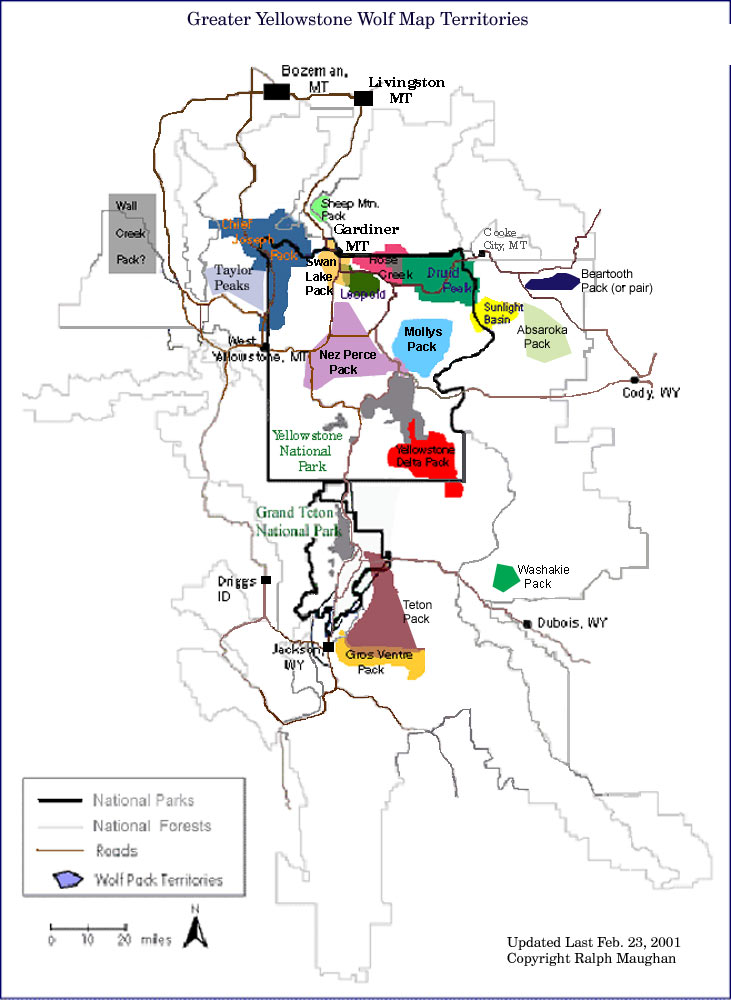 Greater Yellowstone Wolf Map Territories
Bozeman,
MT
Livingston
MT
Wall
Creek
Pack?
Sheep Mtn.
Pack
Chief
Joseph
Pack
Gardiner
MT
Cooke
City, MT
Taylor
Peaks
Swan
Lake
Pack
Rose
Creek
Leopold
Druid
Peak
Beartooth
Pack (or pair)
Sunlight
Basin
Absaroka
Pack
West
Yellowstone, MT
Nez Perce
Pack
Mollys
Pack
Cody, WY
Yellowstone
National
Park
Yellowstone
Delta Pack
Grand Teton
National Park
Driggs
ID
Washakie
Pack
Teton
Pack
Dubois, WY
Jackson
WY
Gros Ventre
Pack
National Parks
National Forests
Roads
Wolf Pack Territories
N
0 10 20 miles
Updated Last Feb. 23, 2001
Copyright Ralph Maughan